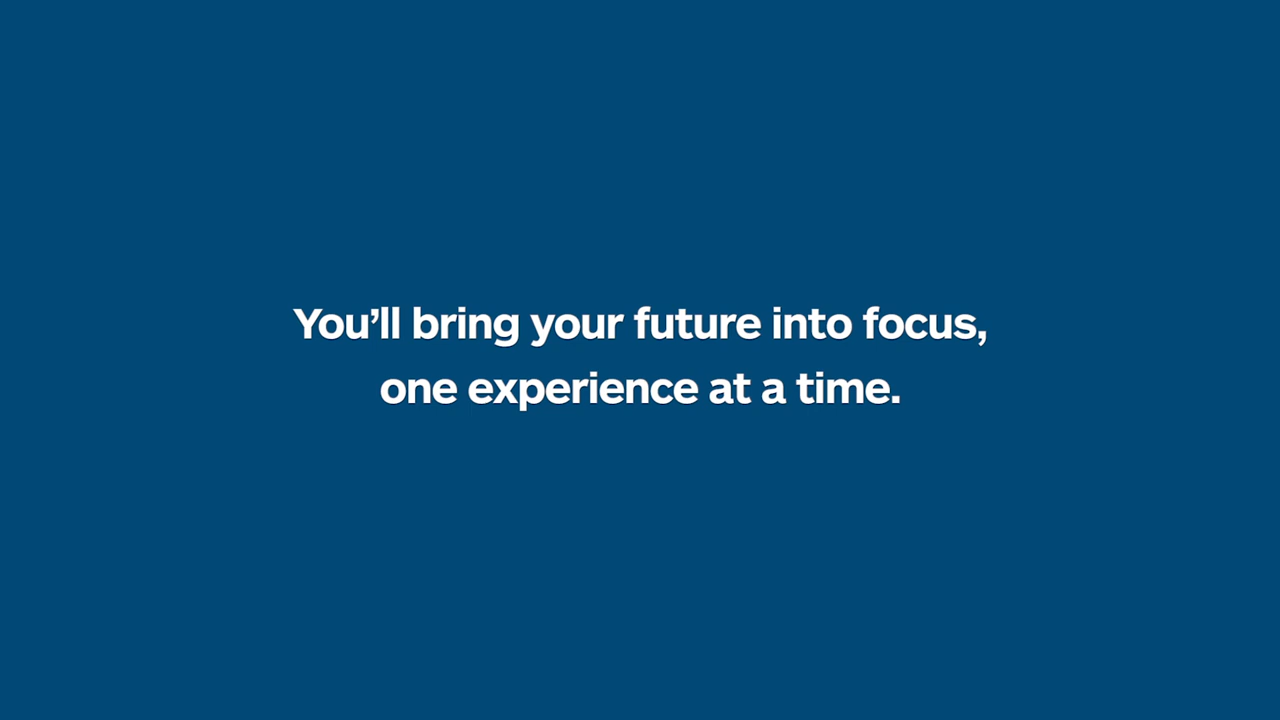 You’ll bring your future into focus,
one experience at a time.